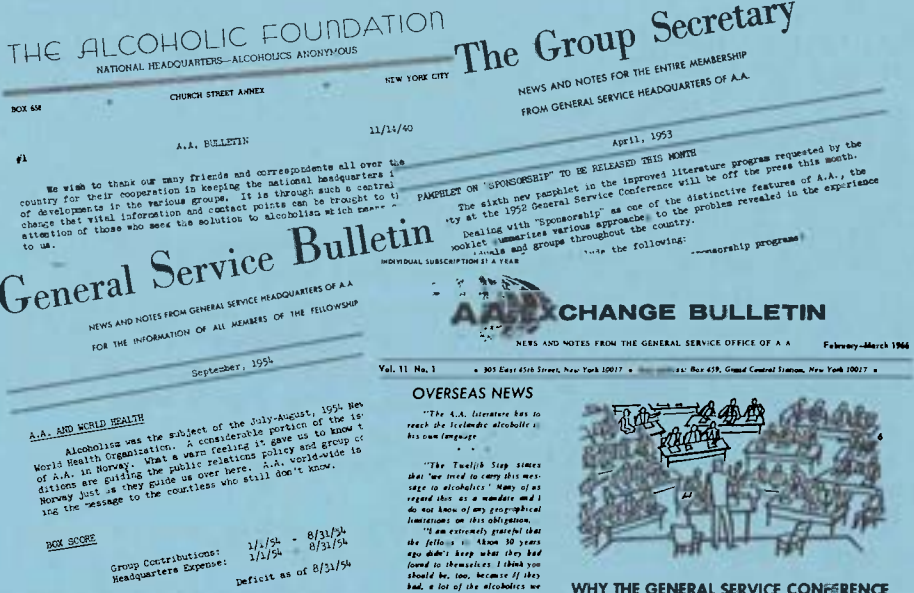 THE ALCOHOLIC FOUNDATION
NATIONAL HEADQUARTERS—ALCOHOLICS ANONYMOUS
BOX 658
CHURCH STREET ANNEX
NEW YORK CITY
#1
A.A. BULLETIN
11/14/40
We wish to thank our many friends and correspondents all over the
country for their cooperation in keeping the national headquarters i
of developments in the various groups. It is through such a central
change that vital information and contact points can be brought to t
attention of those who seek the solution to alcoholism which means
to us.
The Group Secretary
NEWS AND NOTES FOR THE ENTIRE MEMBERSHIP
FROM GENERAL SERVICE HEADQUARTERS OF A.A.
April, 1953
PAMPHLET ON "SPONSORSHIP" TO BE RELEASED THIS MONTH
The sixth new pamphlet in the improved literature program requested by the
ty at the 1952 General Service Conference will be off the press this month.
Dealing with "Sponsorship" as one of the distinctive features of A.A., the
booklet summarizes various approaches to the problem revealed in the experience
and groups throughout the country.
the following:
sponsorship programs
General Service Bulletin
NEWS AND NOTES FROM GENERAL SERVICE HEADQUARTERS OF A.A
FOR THE INFORMATION OF ALL MEMBERS OF THE FELLOWSHIP
September, 1954
A.A. AND WORLD HEALTH
Alcoholism was the subject of the July-August, 1954 New
World Health Organization. A considerable portion of the is
of A.A. in Norway. What a warm feeling it gave us to know t
ditions are guiding the public relations policy and group co
Norway just as they guide us over here. A.A. world-wide is
ing the message to the countless who still don't know.
BOX SCORE
Group Contributions: 1/1/54 - 8/31/54
Headquarters Expense: 1/1/54 8/31/54
Deficit as of 8/31/54
INDIVIDUAL SUBSCRIPTION $1 A YEAR
A.A. EXCHANGE BULLETIN
NEWS AND NOTES FROM THE GENERAL SERVICE OFFICE OF A A
February–March 1966
Vol. 11 No. 1 • 305 East 45th Street, New York 10017 • Box 459, Grand Central Station, New York 10017 •
OVERSEAS NEWS
"The A.A. literature has to
reach the Icelandic alcoholic i
his own language
"The Twelfth Step states
that 'we tried to carry this mes-
sage to alcoholics ' Many of us
regard this as a mandate and I
do not know of any geographical
limitations on this obligation.
"I am extremely grateful that
the fello s i Akron 30 years
ago didn't keep what they had
found to themselves I think you
should be, too, because if they
had, a lot of the alcoholics we
WHY THE GENERAL SERVICE CONFERENCE